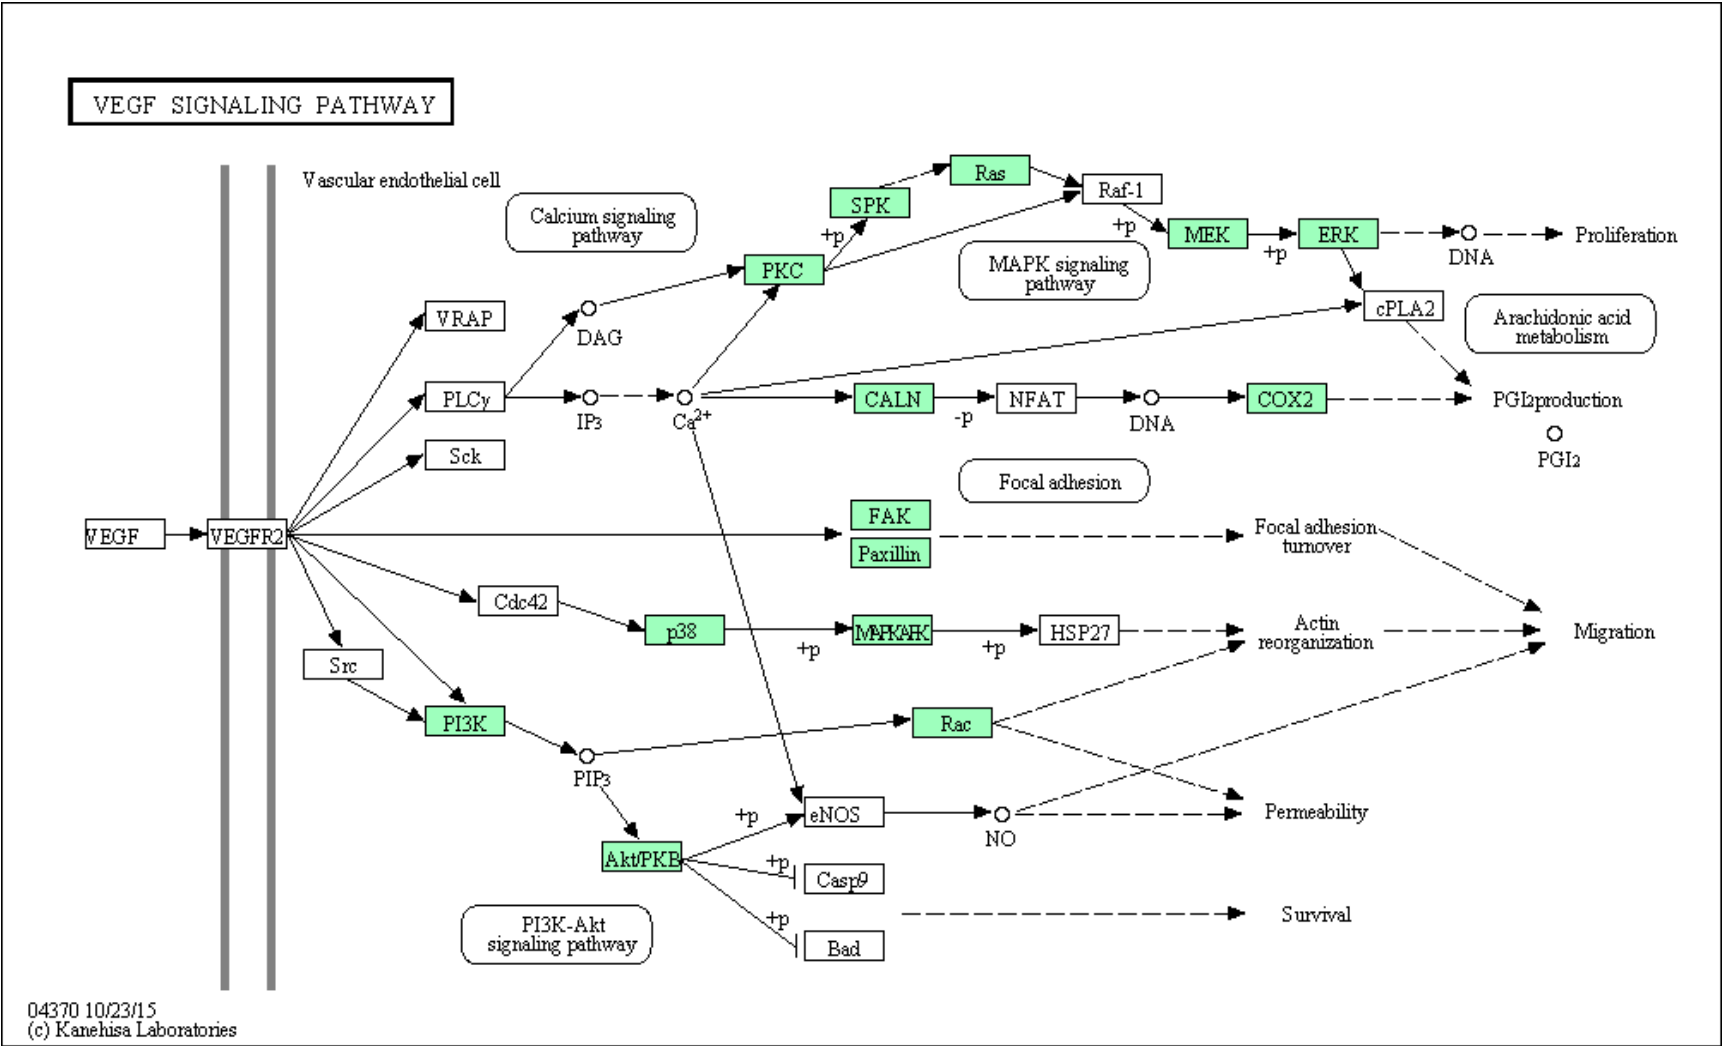 VEGF SIGNALING PATHWAY
Vascular endothelial cell
Calcium signaling
pathway
SPK
+p
Ras
Raf-1
+p
MEK
+p
ERK
DNA
Proliferation
PKC
MAPK signaling
pathway
VRAP
DAG
cPLA2
Arachidonic acid
metabolism
PLCγ
IP3
Ca2+
CALN
-p
NFAT
DNA
COX2
PGI2production
PGI2
Sck
Focal adhesion
VEGF
VEGFR2
FAK
Paxillin
Focal adhesion
turnover
Cdc42
p38
+p
MAPKAPK
+p
HSP27
Actin
reorganization
Migration
Src
PI3K
PIP3
Rac
+p
eNOS
NO
Permeability
Akt/PKB
+p
Casp9
+p
Bad
Survival
PI3K-Akt
signaling pathway
04370 10/23/15
(c) Kanehisa Laboratories